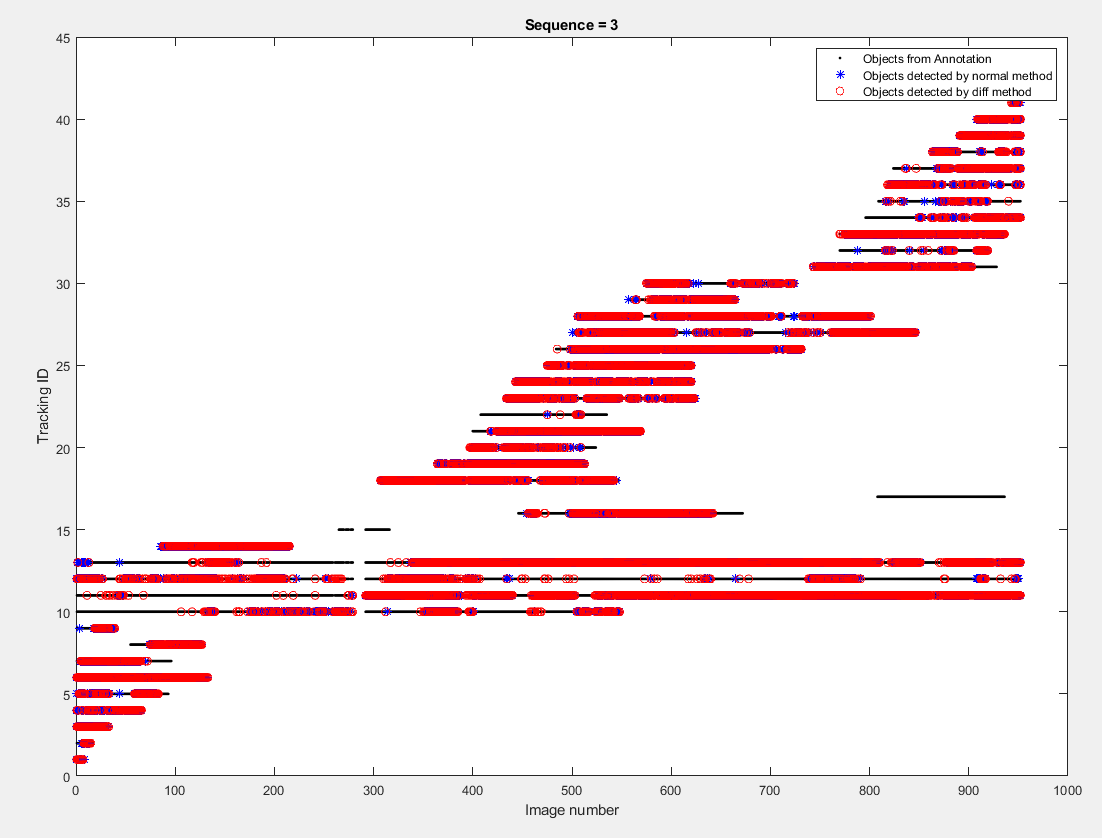 Sequence = 3
Objects from Annotation
Objects detected by normal method
Objects detected by diff method
45
40
35
30
25
20
15
10
5
0
Tracking ID
0 100 200 300 400 500 600 700 800 900 1000
Image number